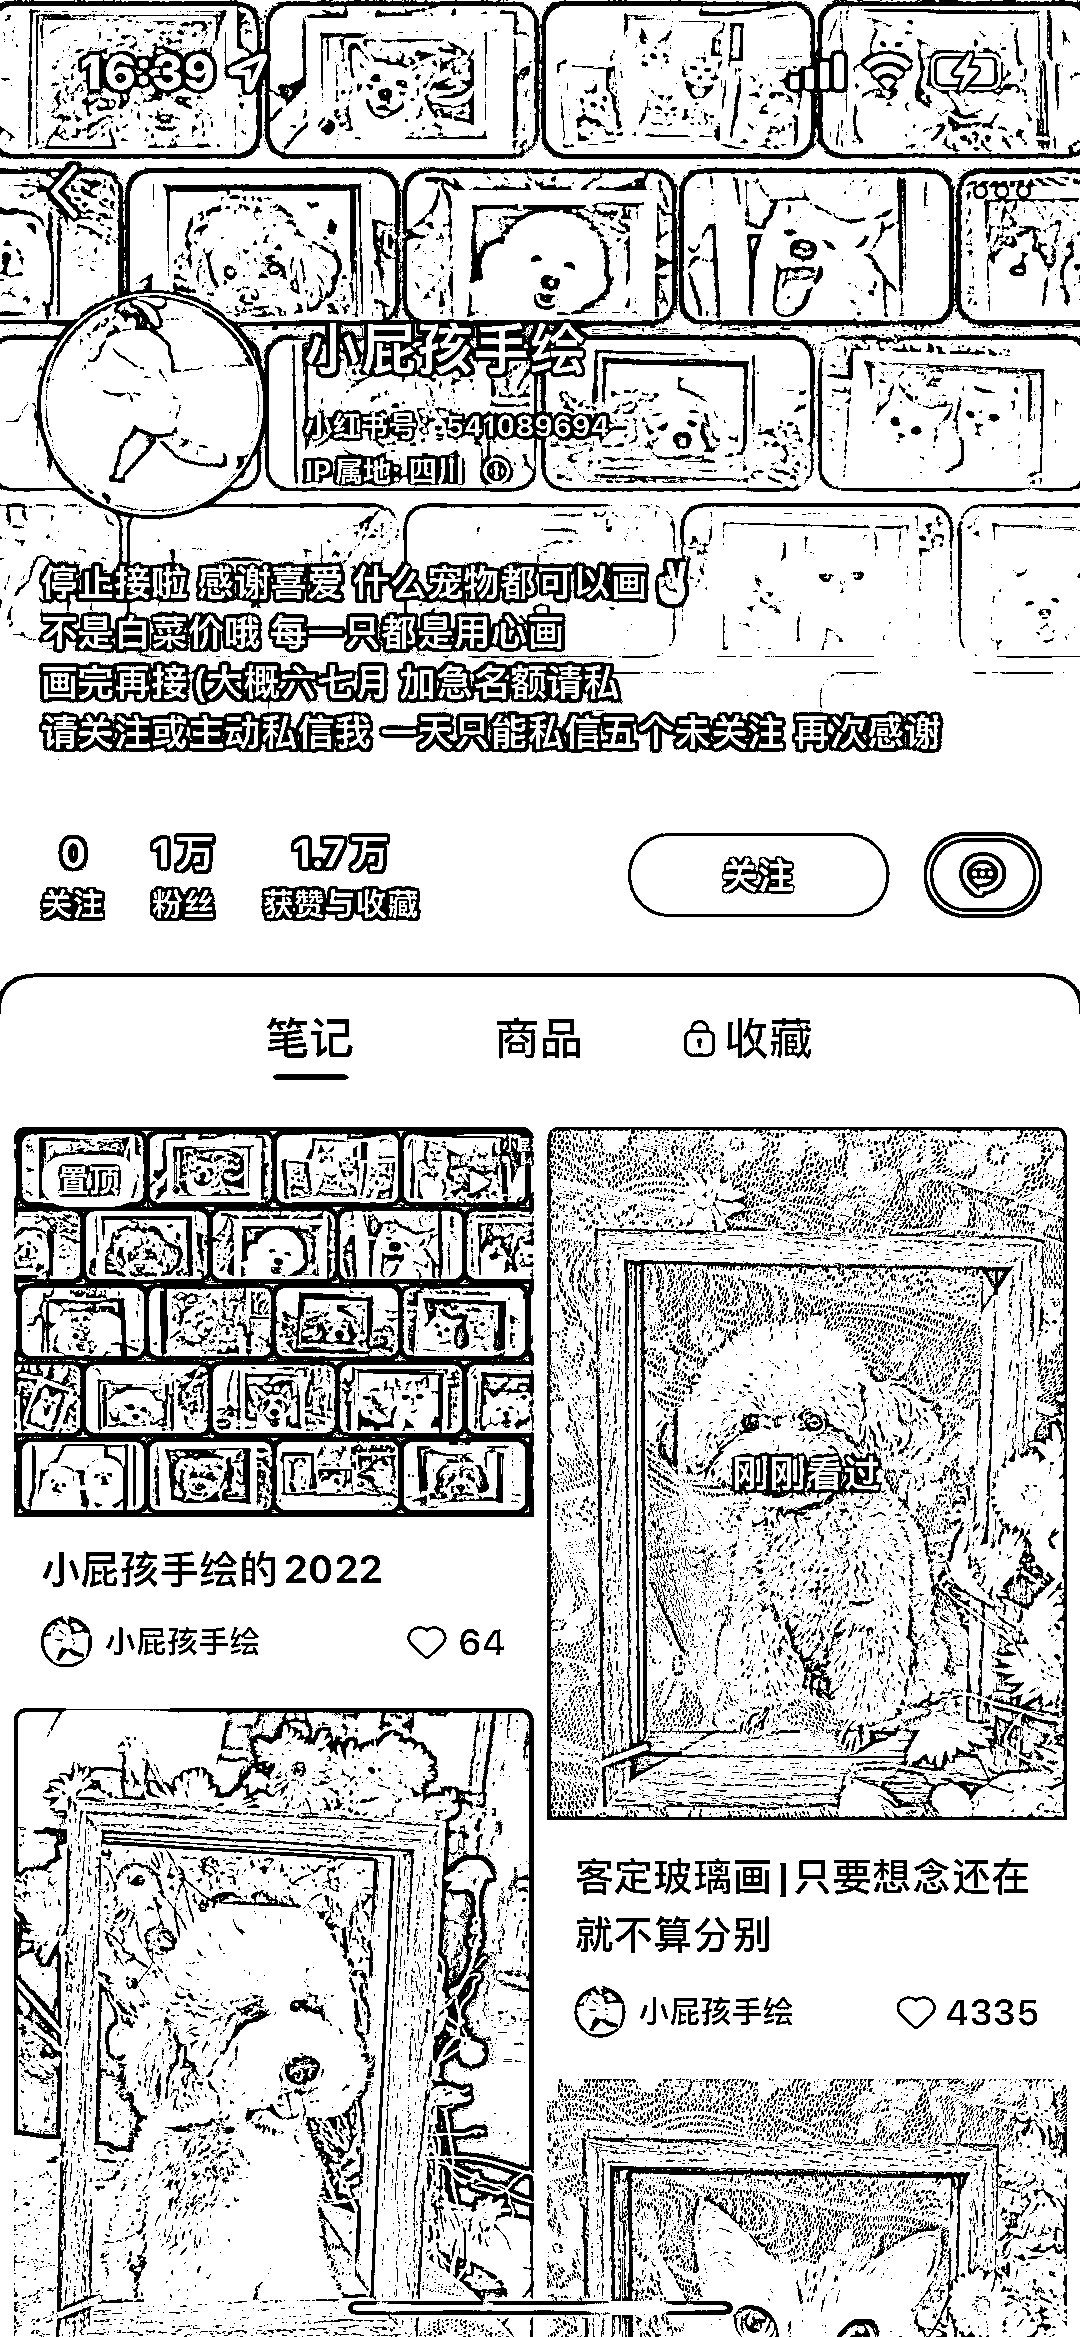 16:39
小屁孩手绘
小红书号:541089694
IP属地:四川
停止接啦 感谢喜爱 什么宠物都可以画✌
不是白菜价哦 每一只都是用心画
画完再接(大概六七月 加急名额请私
请关注或主动私信我 一天只能私信五个未关注 再次感谢
0 1万 1.7万
关注 粉丝 获赞与收藏
关注
笔记 商品 收藏
置顶
小屁孩手绘的2022
小屁孩手绘 64
刚刚看过
客定玻璃画|只要想念还在
就不算分别
小屁孩手绘 4335